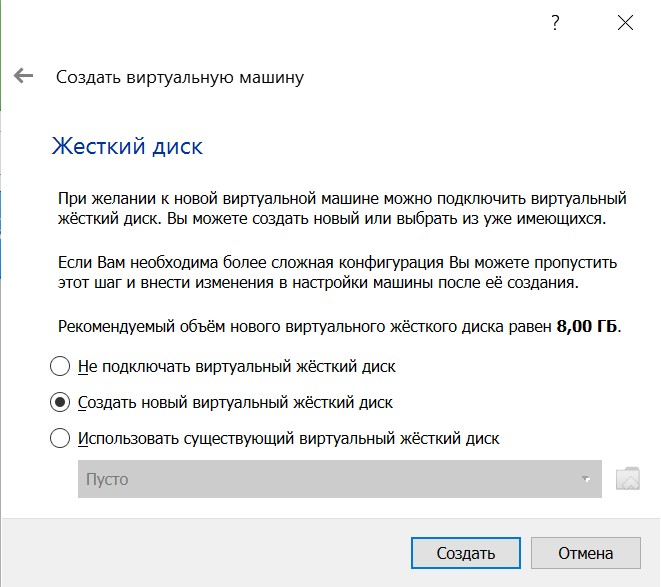 ?
Создать виртуальную машину
Жесткий диск
При желании к новой виртуальной машине можно подключить виртуальный
жёсткий диск. Вы можете создать новый или выбрать из уже имеющихся.
Если Вам необходима более сложная конфигурация Вы можете пропустить
этот шаг и внести изменения в настройки машины после её создания.
Рекомендуемый объём нового виртуального жёсткого диска равен 8,00 ГБ.
Не подключать виртуальный жёсткий диск
Создать новый виртуальный жёсткий диск
Использовать существующий виртуальный жёсткий диск
Пусто
Создать
Отмена